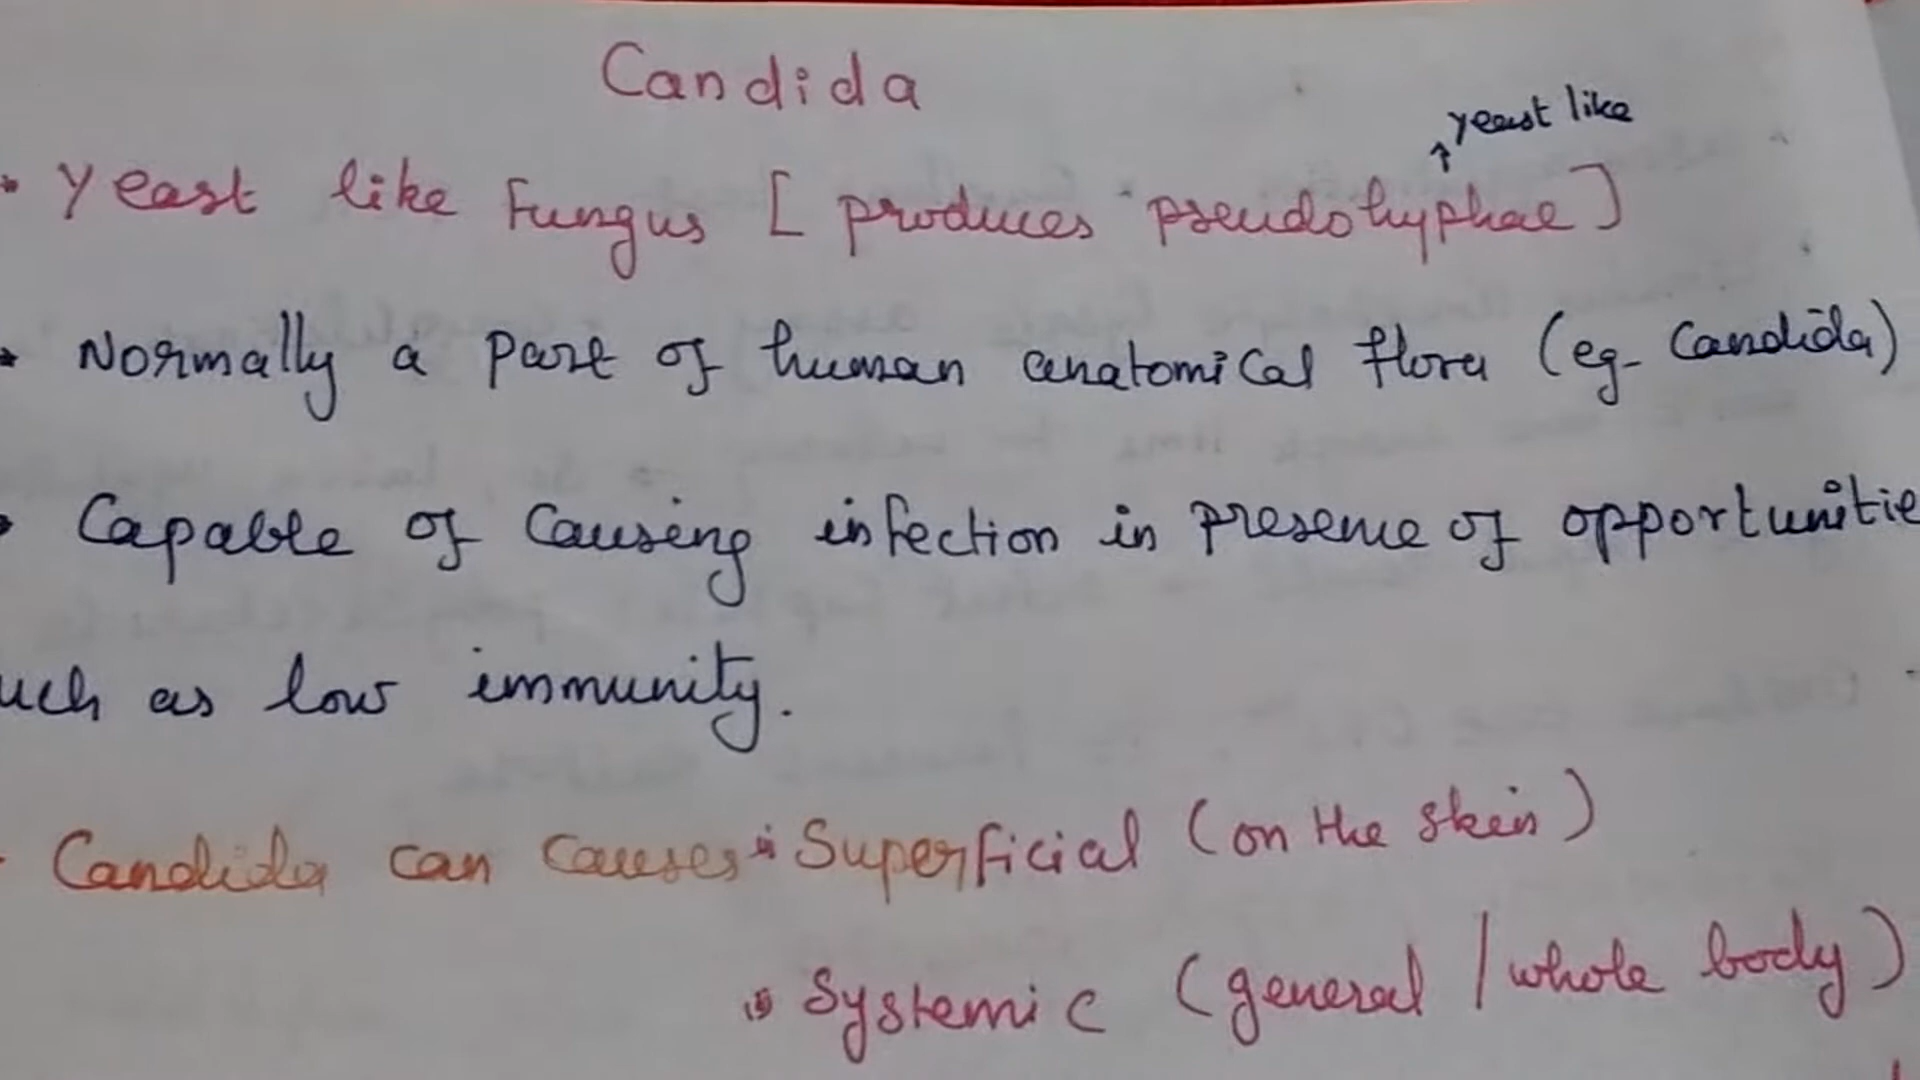 Candida
yeast like
• Yeast like Fungus [ produces pseudohyphae ]
• Normally a part of human anatomical flora (eg- Candida)
• Capable of causing infection in presence of opportunitie
uch as low immunity.
- Candida can causes • Superficial (on the skin)
• Systemic (general / whole body)